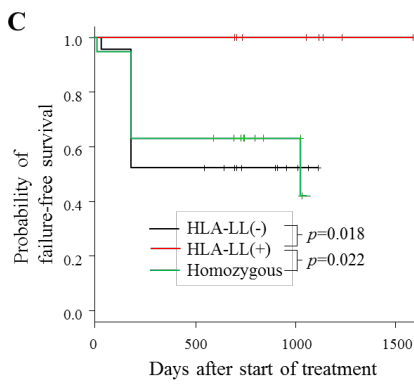 C
Probability of
failure-free survival
1.0
0.8
0.6
0.4
0.2
0.0
HLA-LL(-)
HLA-LL(+)
Homozygous
p=0.018
p=0.022
0 500 1000 1500
Days after start of treatment